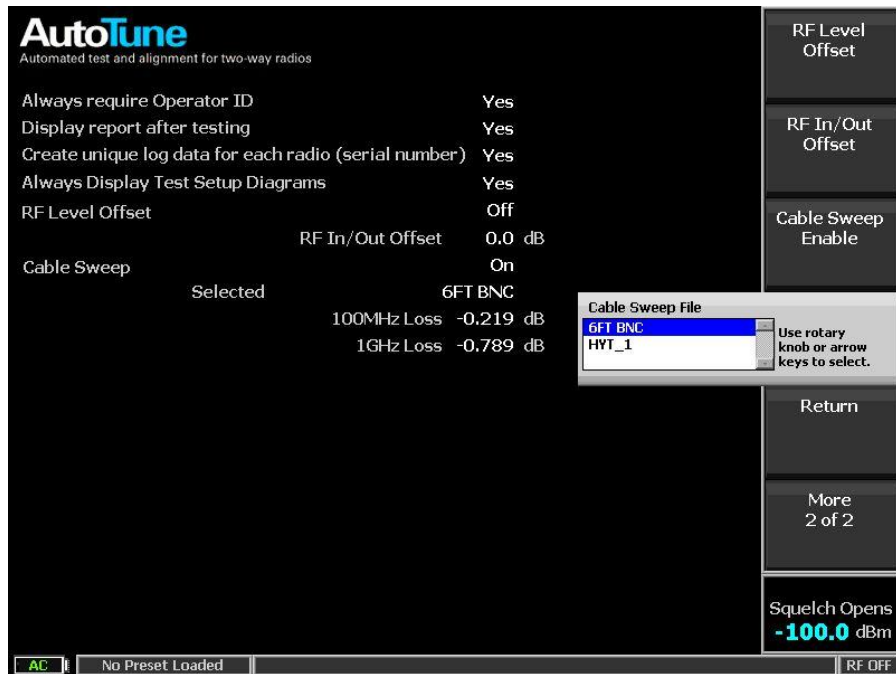 AutoTune
Automated test and alignment for two-way radios
Always require Operator ID Yes
Display report after testing Yes
Create unique log data for each radio (serial number) Yes
Always Display Test Setup Diagrams Yes
RF Level Offset Off
RF In/Out Offset 0.0 dB
Cable Sweep On
Selected 6FT BNC
100MHz Loss -0.219 dB
1GHz Loss -0.789 dB
RF Level
Offset
RF In/Out
Offset
Cable Sweep
Enable
Cable Sweep File
6FT BNC
HYT_1
Use rotary
knob or arrow
keys to select.
Return
More
2 of 2
Squelch Opens
-100.0 dBm
AC
No Preset Loaded
RF OFF